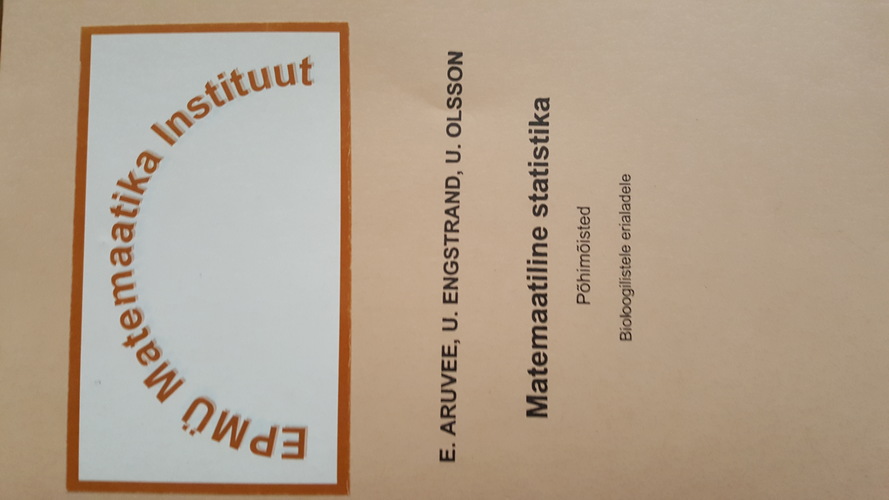 EPMÜ Matemaatika Instituut
E. ARUVEE, U. ENGSTRAND, U. OLSSON
Matemaatiline statistika
Põhimõisted
Bioloogilistele erialadele